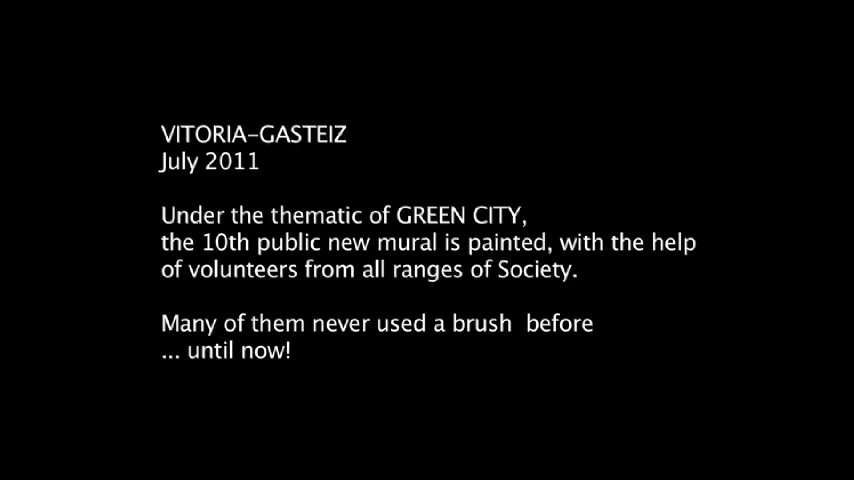 VITORIA-GASTEIZ
July 2011
Under the thematic of GREEN CITY,
the 10th public new mural is painted, with the help
of volunteers from all ranges of Society.
Many of them never used a brush  before
... until now!